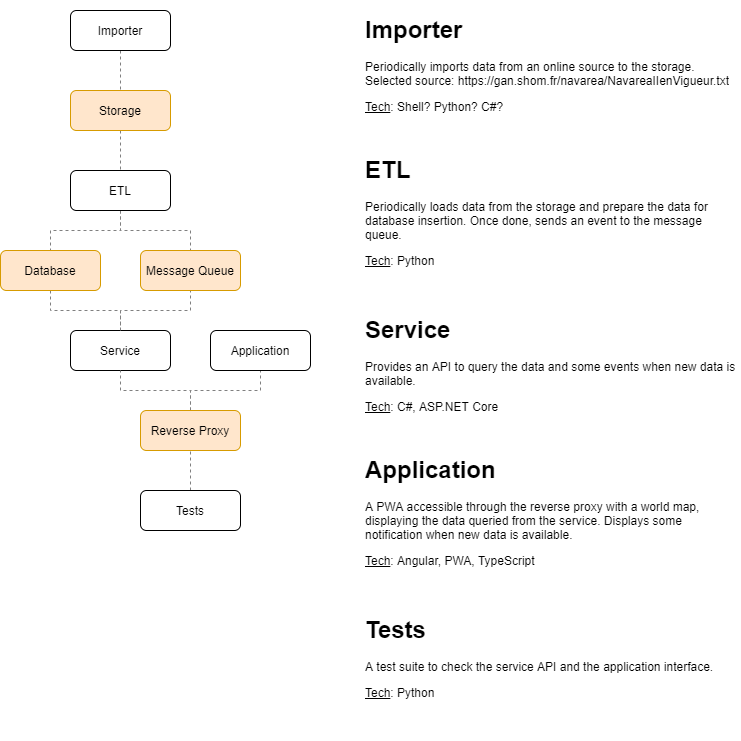 Importer
Storage
ETL
Database
Message Queue
Service
Application
Reverse Proxy
Tests
Importer
Periodically imports data from an online source to the storage.
Selected source: https://gan.shom.fr/navarea/NavareaIIenVigueur.txt
Tech: Shell? Python? C#?
ETL
Periodically loads data from the storage and prepare the data for
database insertion. Once done, sends an event to the message
queue.
Tech: Python
Service
Provides an API to query the data and some events when new data is
available.
Tech: C#, ASP.NET Core
Application
A PWA accessible through the reverse proxy with a world map,
displaying the data queried from the service. Displays some
notification when new data is available.
Tech: Angular, PWA, TypeScript
Tests
A test suite to check the service API and the application interface.
Tech: Python